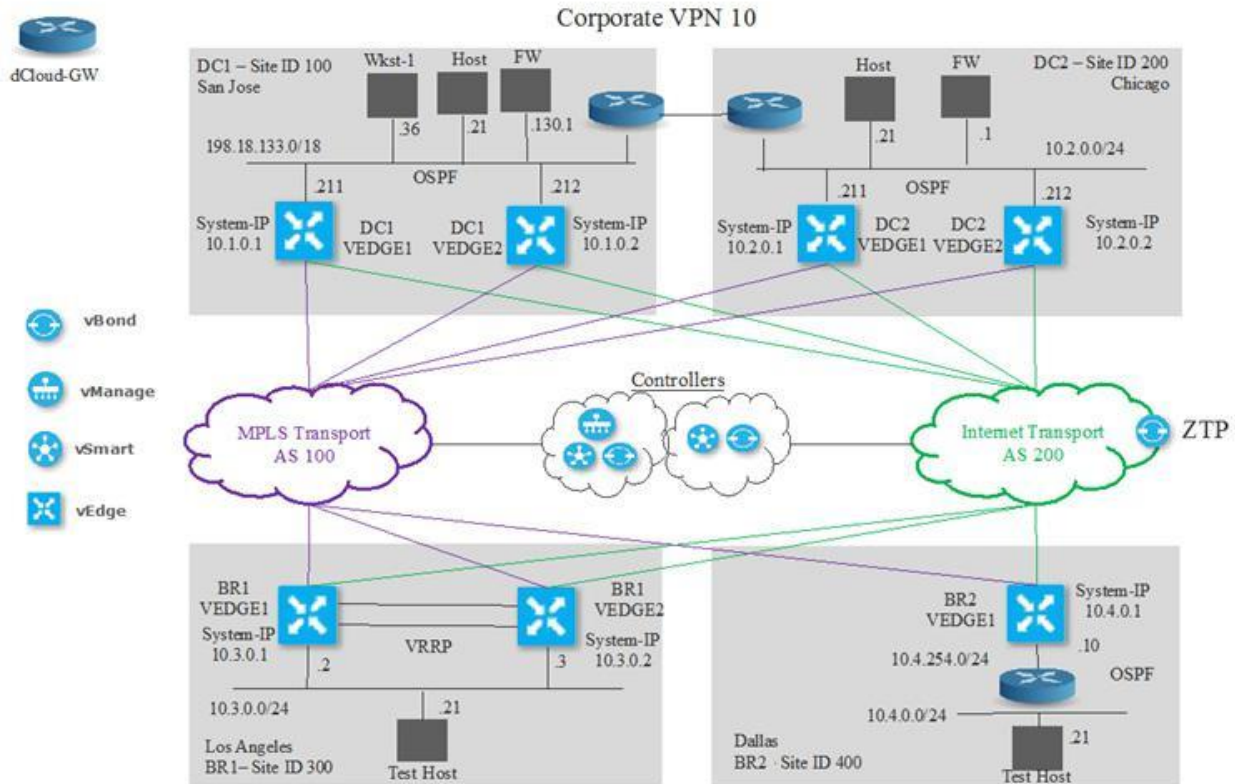 Corporate VPN 10
dCloud-GW
DC1 – Site ID 100
San Jose
Wkst-1
Host
FW
.36
.21
.130.1
198.18.133.0/18
OSPF
.211
.212
System-IP
10.1.0.1
DC1
VEDGE1
DC1
VEDGE2
System-IP
10.1.0.2
DC2 – Site ID 200
Chicago
Host
FW
.21
.1
10.2.0.0/24
OSPF
.211
.212
System-IP
10.2.0.1
DC2
VEDGE1
DC2
VEDGE2
System-IP
10.2.0.2
vBond
vManage
vSmart
vEdge
Controllers
MPLS Transport
AS 100
Internet Transport
AS 200
ZTP
BR1
VEDGE1
System-IP
10.3.0.1
.2
VRRP
BR1
VEDGE2
System-IP
10.3.0.2
.3
10.3.0.0/24
.21
Los Angeles
BR1– Site ID 300
Test Host
BR2
VEDGE1
System-IP
10.4.0.1
.10
10.4.254.0/24
OSPF
10.4.0.0/24
.21
Dallas
BR2 - Site ID 400
Test Host